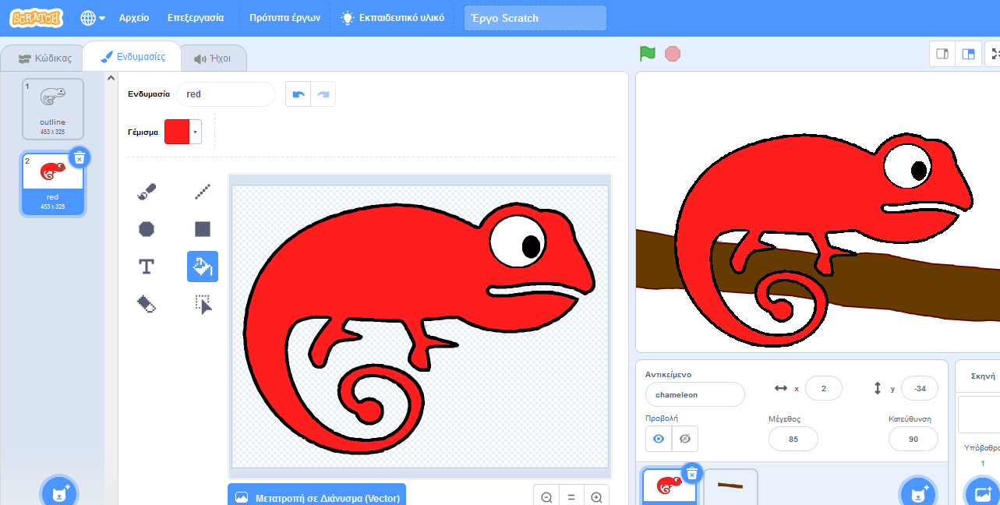 SCRATCH
Αρχείο
Επεξεργασία
Πρότυπα έργων
Εκπαιδευτικό υλικό
Έργο Scratch
Κώδικας
Ενδυμασίες
Ήχοι
1
outline
453 x 325
2
red
453 x 325
Ενδυμασία
red
Γέμισμα
T
Μετατροπή σε Διάνυσμα (Vector)
Αντικείμενο
chameleon
x
2
y
-34
Προβολή
Μέγεθος
85
Κατεύθυνση
90
Σκηνή
Υπόβαθρα
1